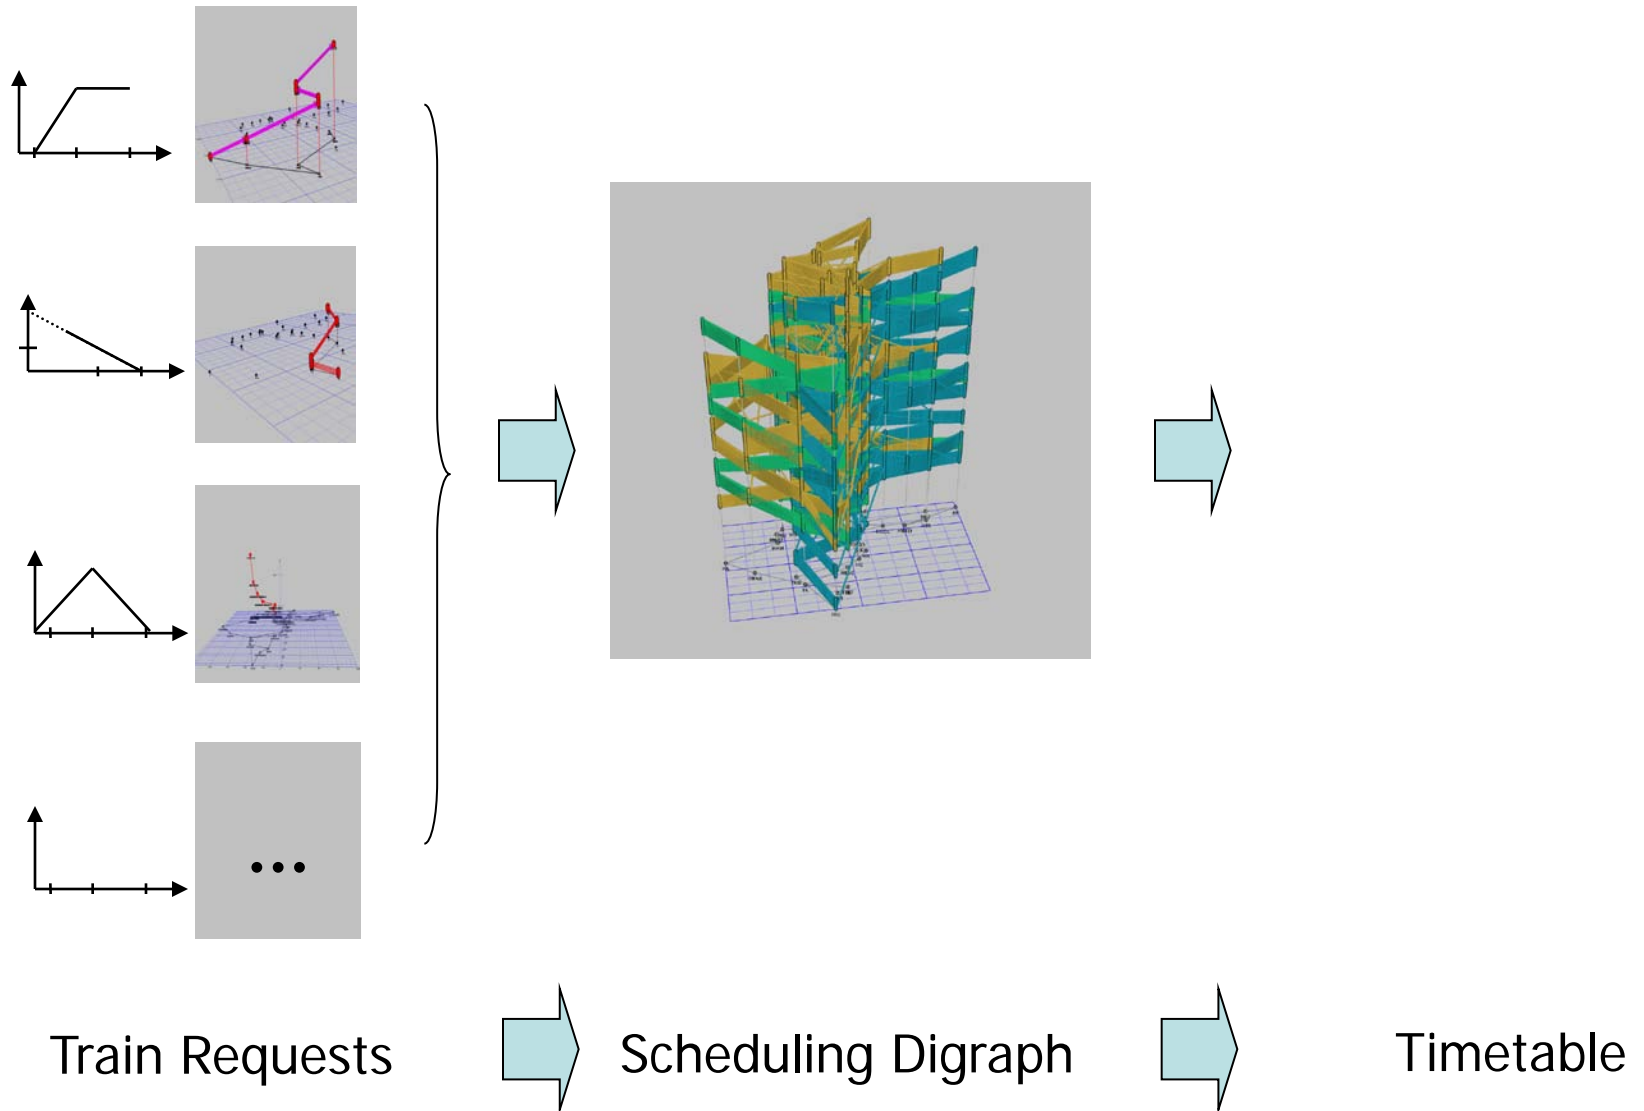 ...
Train Requests
Scheduling Digraph
Timetable